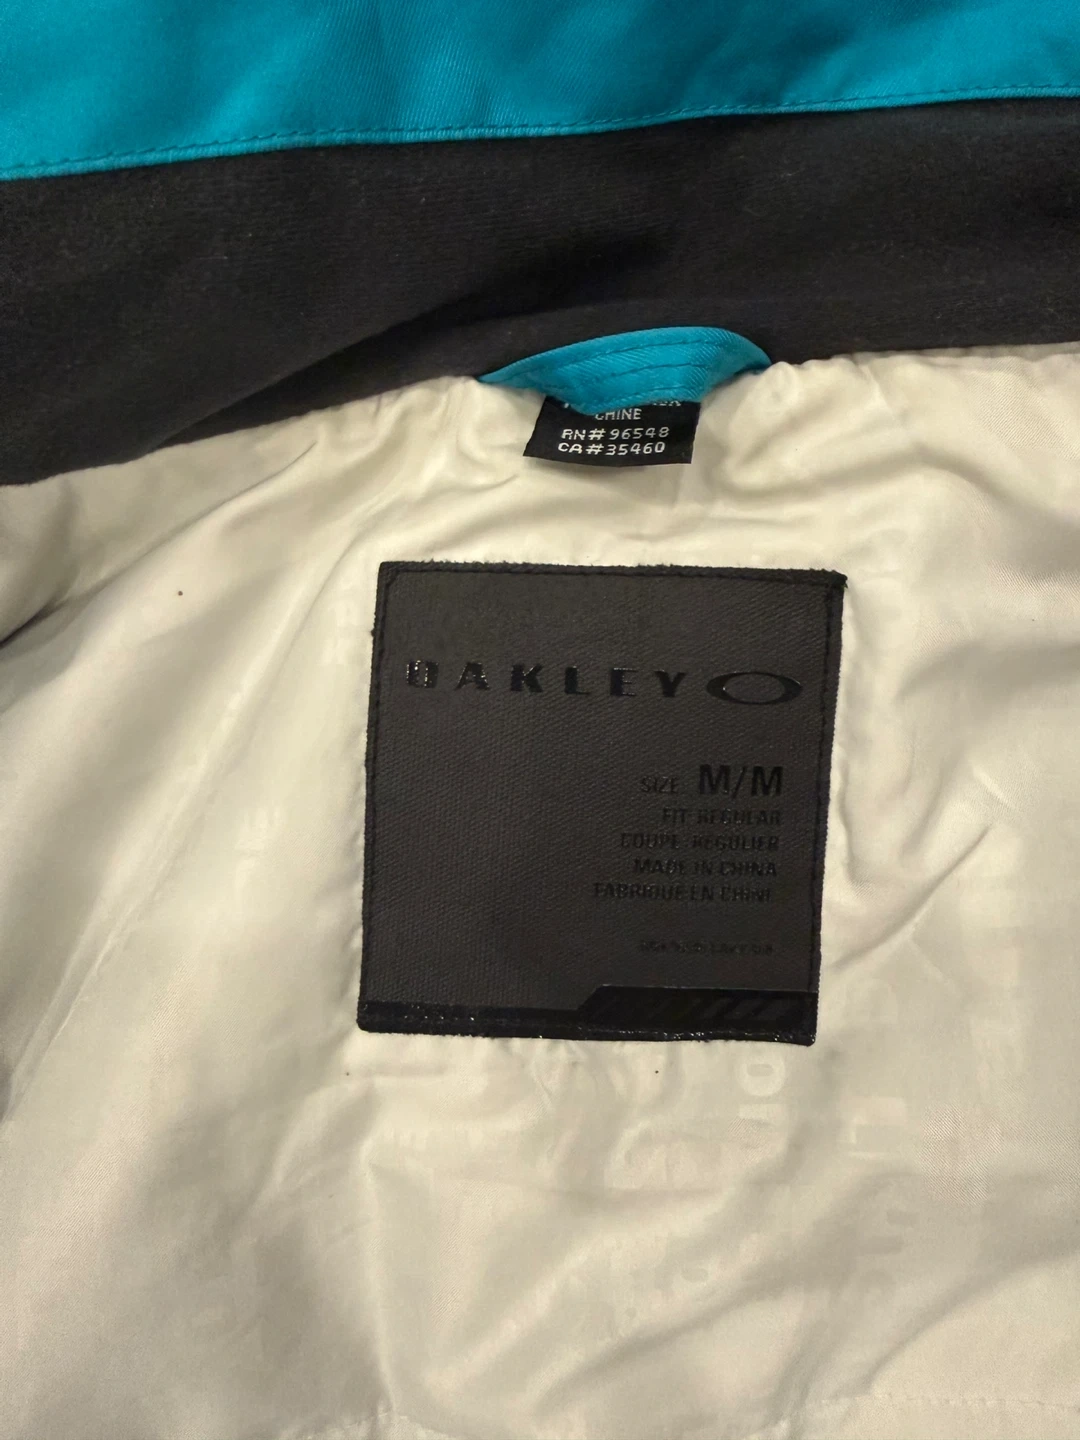 CHINE
RN# 96548
CA# 35460
OAKLEY
SIZE M/M
FIT: REGULAR
COUPE: REGULIER
MADE IN CHINA
FABRIQUE EN CHINE